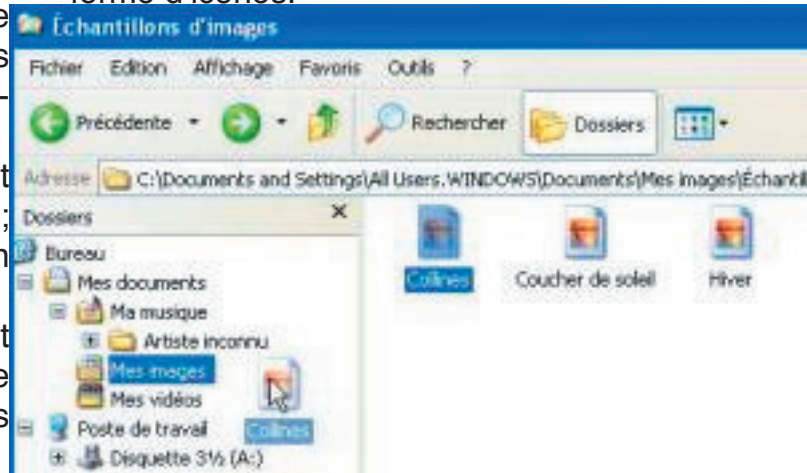 forme d'icônes.
Échantillons d'images
Fichier Edition Affichage Favoris Outils ?
Précédente Rechercher Dossiers
Adresse C:\Documents and Settings\All Users.WINDOWS\Documents\Mes images\Échantil
Dossiers x
Bureau
Mes documents
Ma musique
Artiste inconnu
Mes images
Mes vidéos
Poste de travail
Disquette 3½ (A:)
Collines
Collines Coucher de soleil Hiver